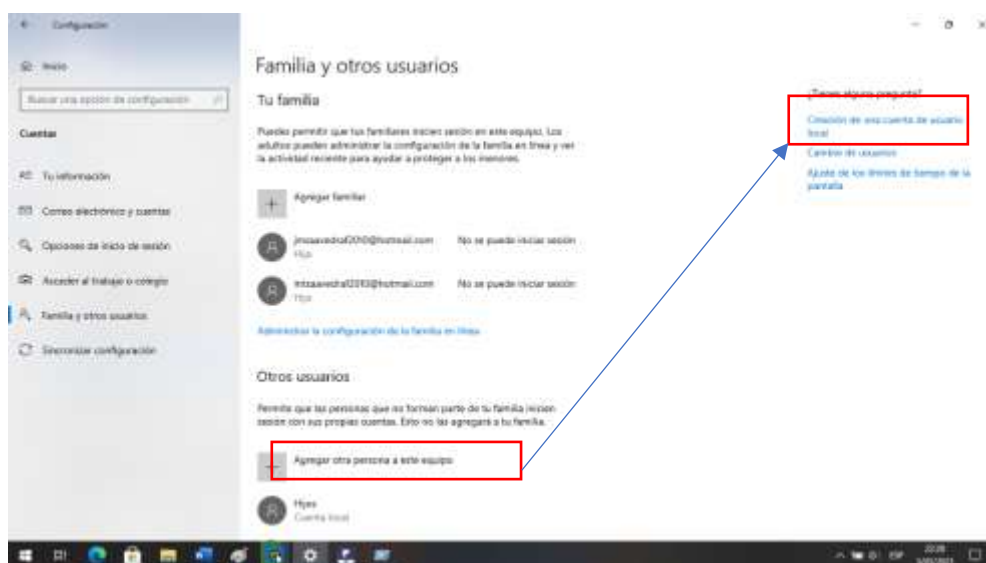 Configuración
Inicio
Buscar una opción de configuración
Cuentas
Tu información
Correo electrónico y cuentas
Opciones de inicio de sesión
Acceder al trabajo o colegio
Familia y otros usuarios
Sincronizar configuración
Familia y otros usuarios
Tu familia
Puedes permitir que tus familiares inicien sesión en este equipo. Los
adultos pueden administrar la configuración de la familia en línea y ver
la actividad reciente para ayudar a proteger a los menores.
Agregar familiar
No se puede iniciar sesión
Hija
No se puede iniciar sesión
Hija
Administrar la configuración de la familia en línea
Otros usuarios
Permite que las personas que no forman parte de tu familia inicien
sesión con sus propias cuentas. Esto no las agregará a tu familia.
Agregar otra persona a este equipo
Hijas
Cuenta local
¿Tienes alguna pregunta?
Creación de una cuenta de usuario
local
Cambio de usuarios
Ajuste de los límites de tiempo de la
pantalla
ESP